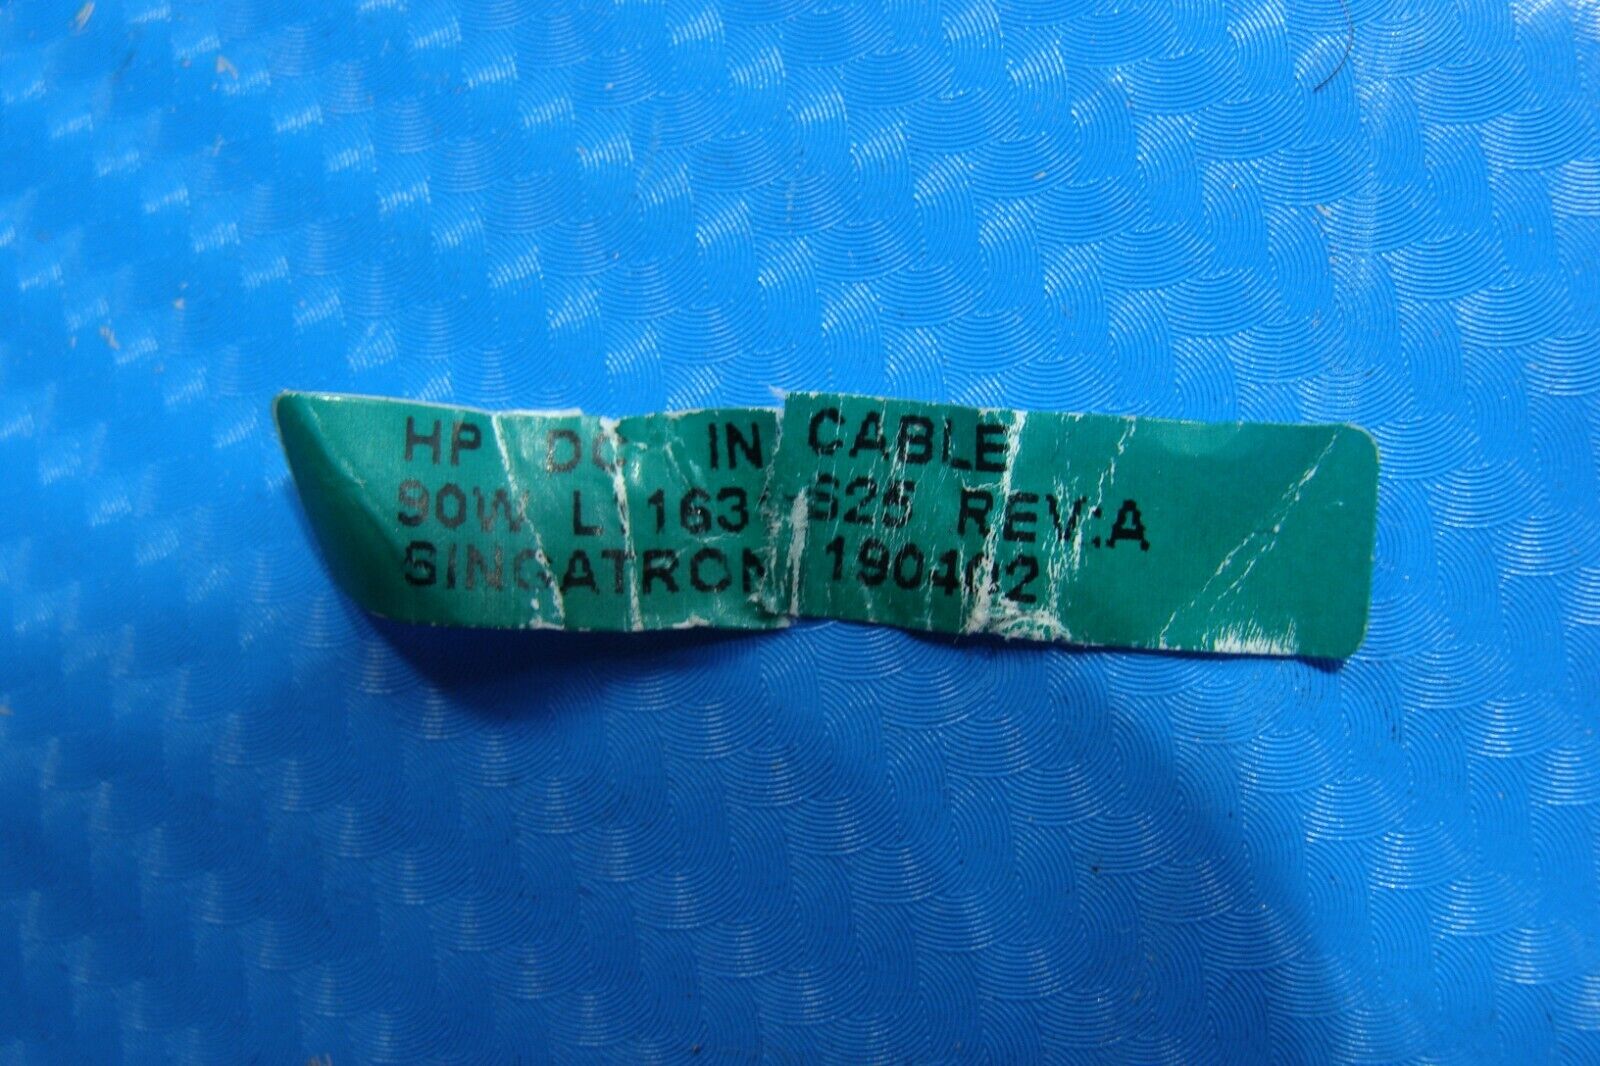 HP DC IN CABLE
90W REV:A
SINGATRON 190402